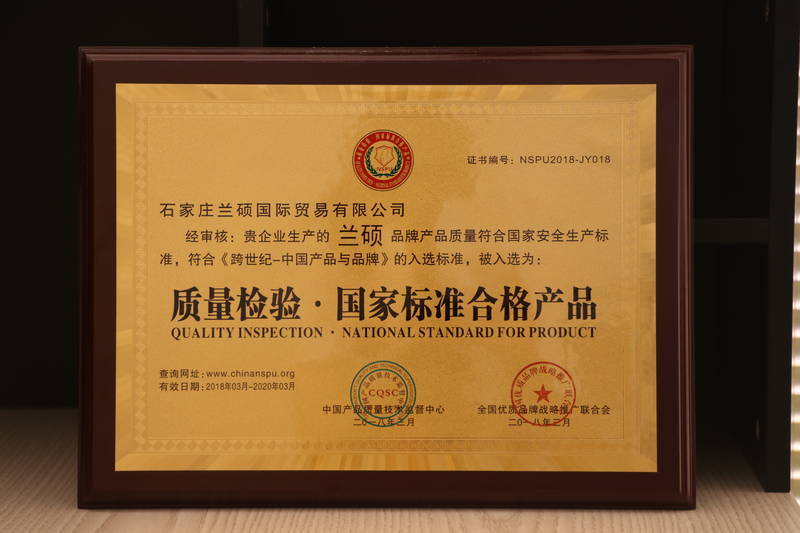 NSPU
证书编号：NSPU2018-JY018
石家庄兰硕国际贸易有限公司
经审核：贵企业生产的 兰硕 品牌产品质量符合国家安全生产标
准，符合《跨世纪-中国产品与品牌》的入选标准，被入选为：
质量检验·国家标准合格产品
QUALITY INSPECTION · NATIONAL STANDARD FOR PRODUCT
查询网址：www.chinanspu.org
有效日期：2018年03月-2020年03月
CQSC
中国产品质量技术监督中心
全国优质品牌战略推广联合会
二〇一八年三月
二〇一八年三月